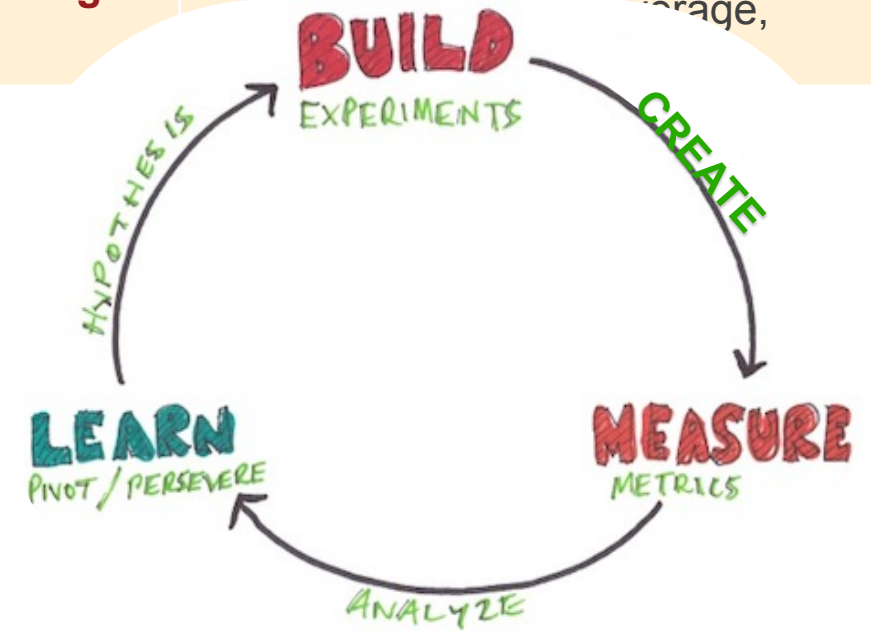 BUILD
EXPERIMENTS
CREATE
MEASURE
METRICS
ANALYZE
LEARN
PIVOT / PERSEVERE
HYPOTHESIS